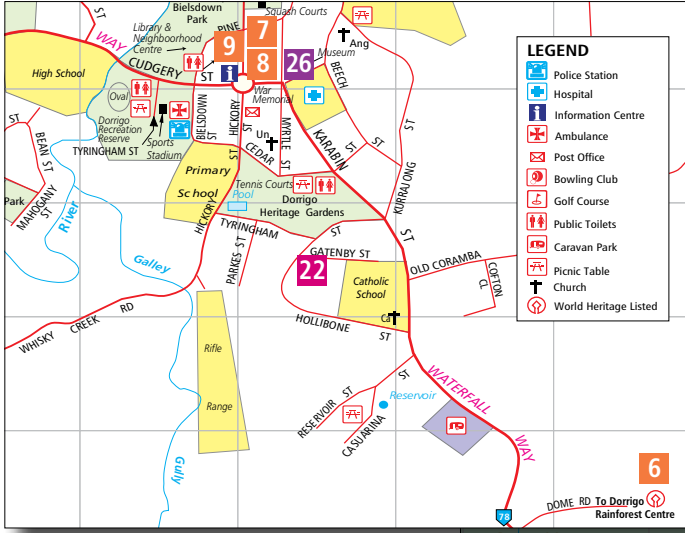 Bielsdown
Park
Squash Courts
Library &
Neighbourhood
Centre
PINE
WAY
CUDGERY
ST
9
7
8
i
26
Museum
Ang
BEECH
ST
High School
Oval
Dorrigo
Recreation
Reserve
Sports
Stadium
TYRINGHAM ST
BIELSDOWN
ST
HICKORY
ST
War
Memorial
Un
CEDAR
ST
MYRTLE
ST
KARABIN
ST
KURRAJONG
ST
ST
BEAN ST
MAHOGANY
ST
Park
River
Primary
School
HICKORY
Tennis Courts
Pool
Dorrigo
Heritage Gardens
TYRINGHAM
ST
PARKES ST
GATENBY ST
22
Catholic
School
Ca
HOLLIBONE
ST
OLD CORAMBA
COFTON
CL
Galley
Gully
WHISKY CREEK RD
Rifle
Range
RESERVOIR ST
CASUARINA
ST
Reservoir
WATERFALL
WAY
78
6
DOME RD
To Dorrigo
Rainforest Centre
LEGEND
Police Station
Hospital
i Information Centre
Ambulance
Post Office
Bowling Club
Golf Course
Public Toilets
Caravan Park
Picnic Table
Church
World Heritage Listed